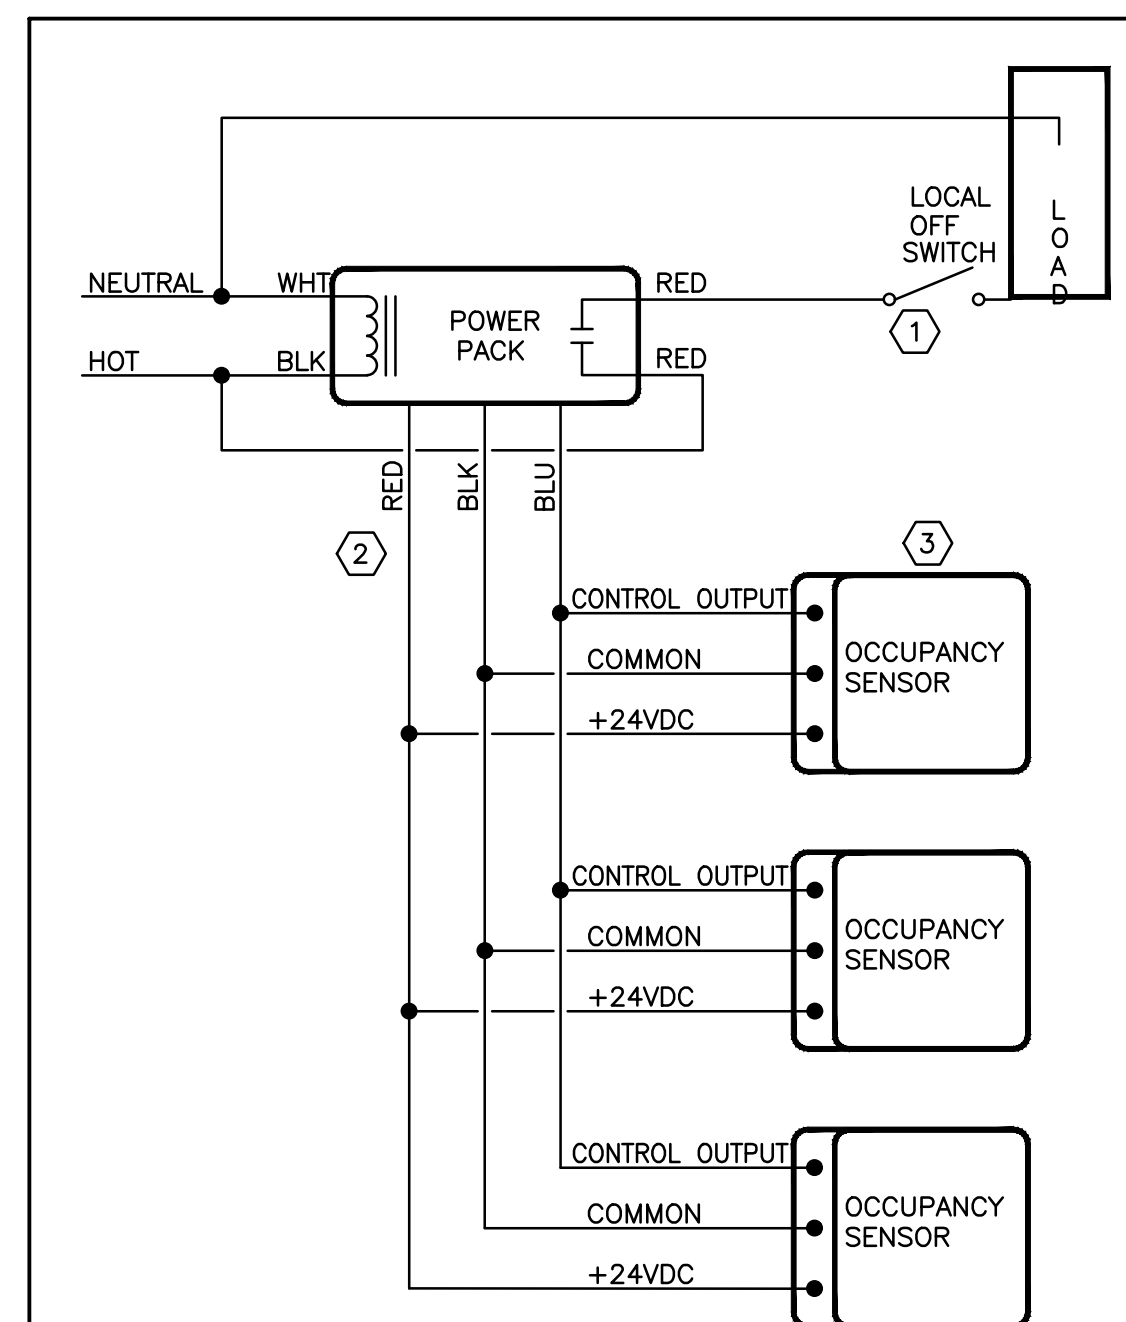 LOCAL
OFF
SWITCH
LOAD
NEUTRAL
WHT
RED
POWER
PACK
1
HOT
BLK
RED
RED
BLK
BLU
2
3
CONTROL OUTPUT
COMMON
+24VDC
OCCUPANCY
SENSOR
CONTROL OUTPUT
COMMON
+24VDC
OCCUPANCY
SENSOR
CONTROL OUTPUT
COMMON
+24VDC
OCCUPANCY
SENSOR